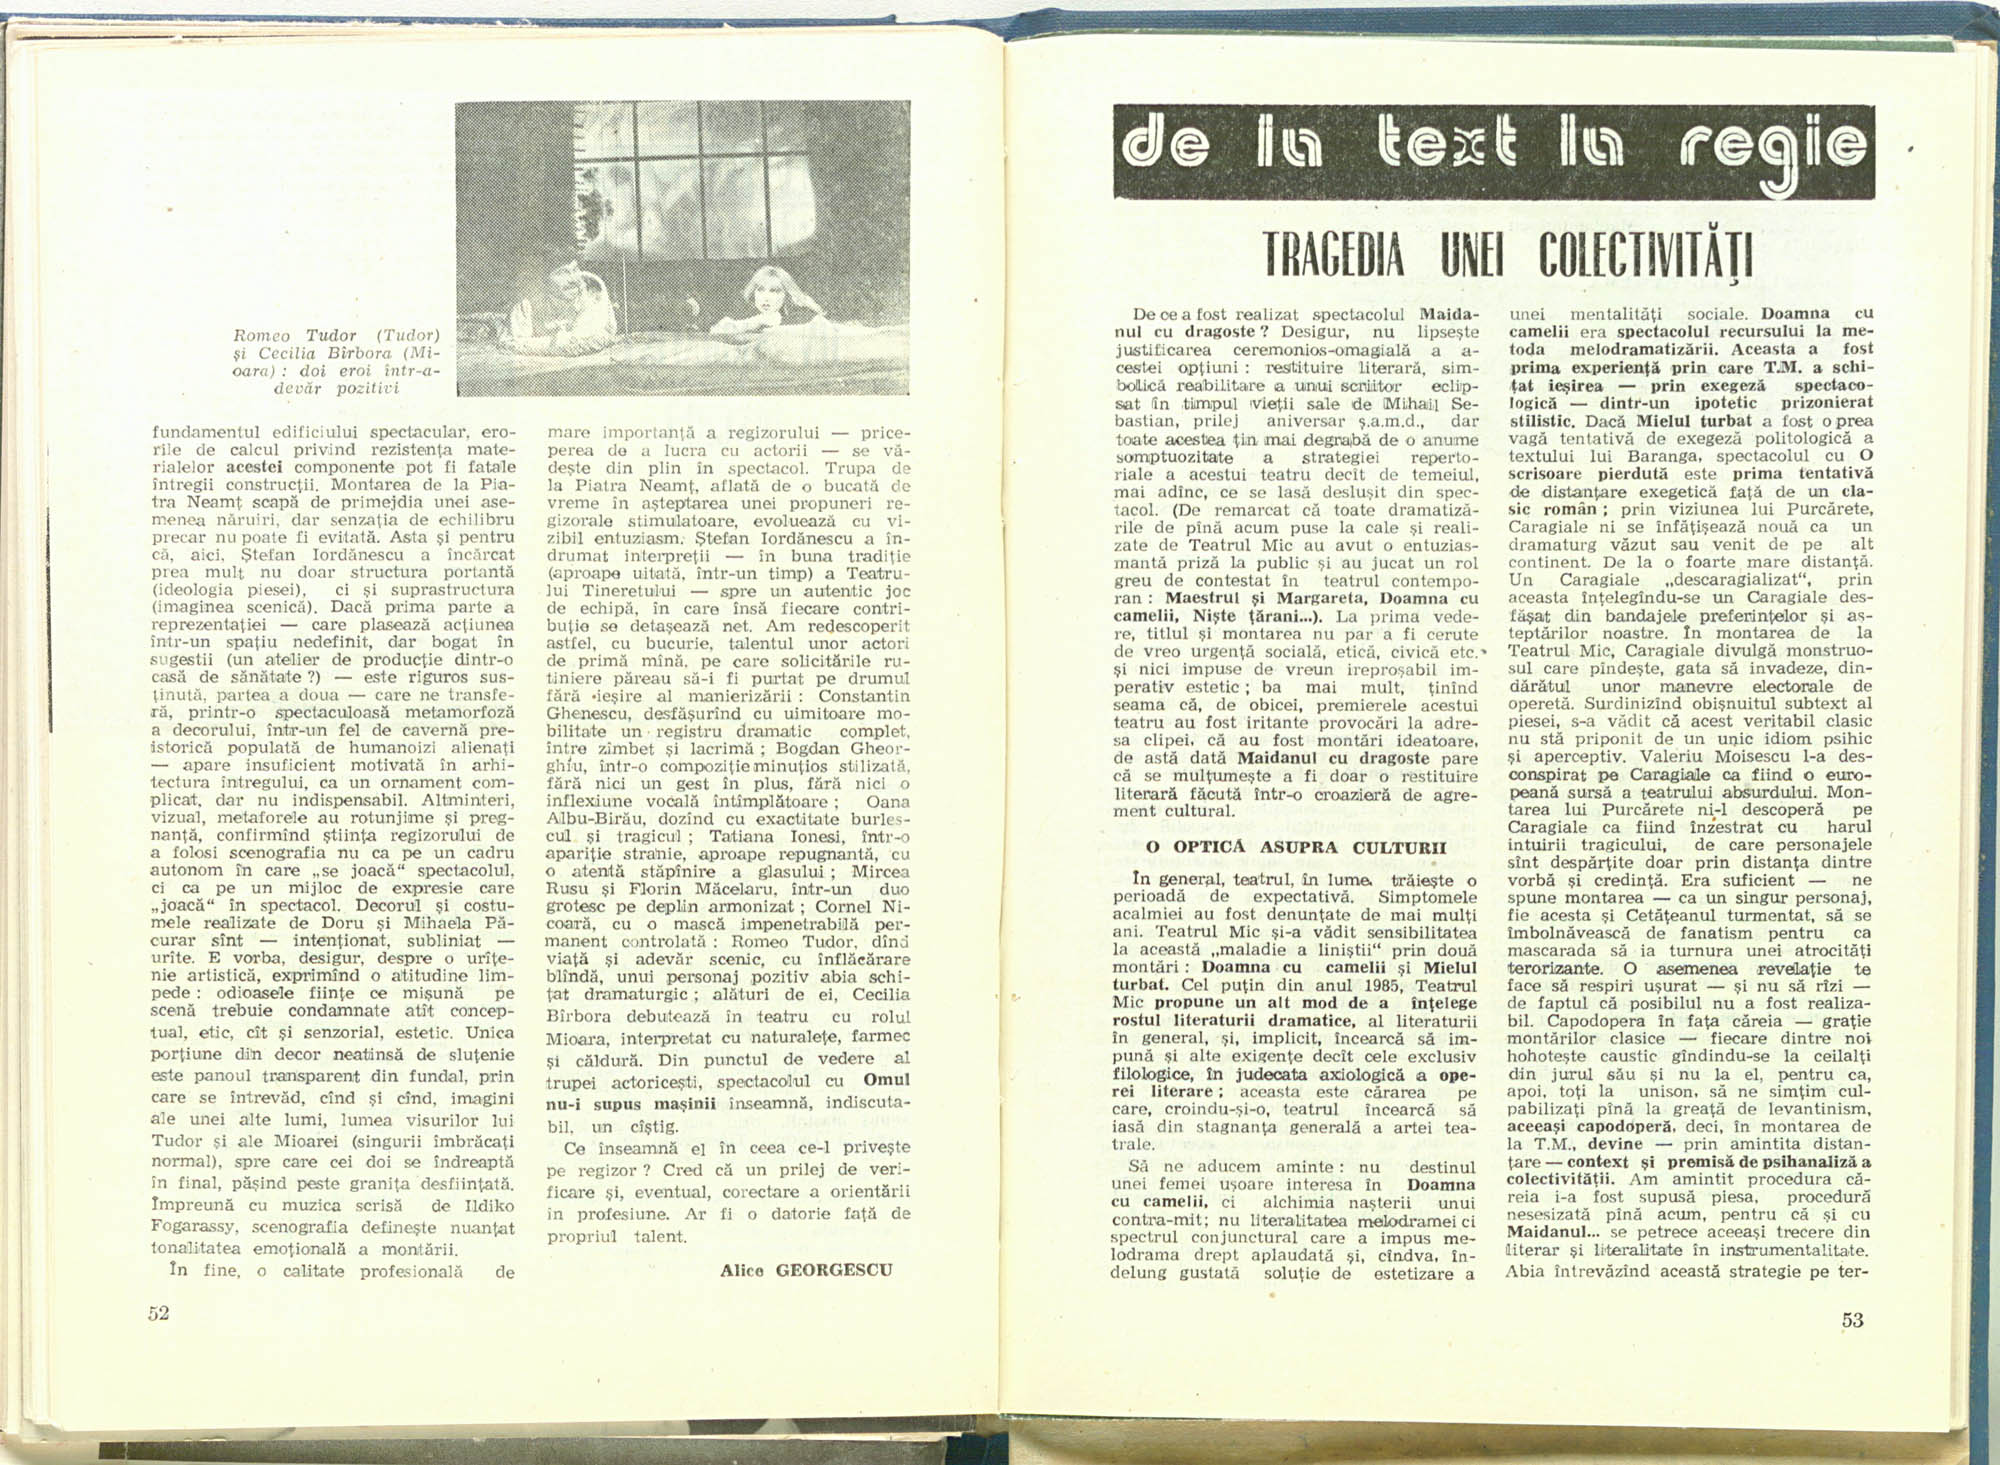 Romeo Tudor (Tudor)
și Cecilia Bîrbora (Mi-
oara) : doi eroi într-a-
devăr pozitivi
fundamentul edificiului spectacular, ero-
rile de calcul privind rezistența mate-
rialelor acestei componente pot fi fatale
întregii construcții. Montarea de la Pia-
tra Neamț scapă de primejdia unei ase-
menea năruiri, dar senzația de echilibru
precar nu poate fi evitată. Asta și pentru
că, aici, Ștefan Iordănescu a încărcat
prea mult nu doar structura portantă
(ideologia piesei), ci și suprastructura
(imaginea scenică). Dacă prima parte a
reprezentației — care plasează acțiunea
într-un spațiu nedefinit, dar bogat în
sugestii (un atelier de producție dintr-o
casă de sănătate ?) — este riguros sus-
ținută, partea a doua — care ne transfe-
ră, printr-o spectaculoasă metamorfoză
a decorului, într-un fel de cavernă pre-
istorică populată de humanoizi alienați
— apare insuficient motivată în arhi-
tectura întregului, ca un ornament com-
plicat, dar nu indispensabil. Altminteri,
vizual, metaforele au rotunjime și preg-
nanță, confirmînd știința regizorului de
a folosi scenografia nu ca pe un cadru
autonom în care „se joacă“ spectacolul,
ci ca pe un mijloc de expresie care
„joacă“ în spectacol. Decorul și costu-
mele realizate de Doru și Mihaela Pă-
curar sînt — intenționat, subliniat —
urîte. E vorba, desigur, despre o urîțe-
nie artistică, exprimînd o atitudine lim-
pede : odioasele ființe ce mișună pe
scenă trebuie condamnate atît concep-
tual, etic, cît și senzorial, estetic. Unica
porțiune din decor neatinsă de sluțenie
este panoul transparent din fundal, prin
care se întrevăd, cînd și cînd, imagini
ale unei alte lumi, lumea visurilor lui
Tudor și ale Mioarei (singurii îmbrăcați
normal), spre care cei doi se îndreaptă
în final, pășind peste granița desființată.
Împreună cu muzica scrisă de Ildiko
Fogarassy, scenografia definește nuanțat
tonalitatea emoțională a montării.
În fine, o calitate profesională de
mare importanță a regizorului — price-
perea de a lucra cu actorii — se vă-
dește din plin în spectacol. Trupa de
la Piatra Neamț, aflată de o bucată de
vreme în așteptarea unei propuneri re-
gizorale stimulatoare, evoluează cu vi-
zibil entuziasm. Ștefan Iordănescu a în-
drumat interpreții — în buna tradiție
(aproape uitată, într-un timp) a Teatru-
lui Tineretului — spre un autentic joc
de echipă, în care însă fiecare contri-
buție se detașează net. Am redescoperit
astfel, cu bucurie, talentul unor actori
de primă mînă, pe care solicitările ru-
tiniere păreau să-i fi purtat pe drumul
fără ieșire al manierizării : Constantin
Ghenescu, desfășurînd cu uimitoare mo-
bilitate un registru dramatic complet,
între zîmbet și lacrimă ; Bogdan Gheor-
ghiu, într-o compoziție minuțios stilizată,
fără nici un gest în plus, fără nici o
inflexiune vocală întîmplătoare ; Oana
Albu-Birău, dozînd cu exactitate burles-
cul și tragicul ; Tatiana Ionesi, într-o
apariție stranie, aproape repugnantă, cu
o atentă stăpînire a glasului ; Mircea
Rusu și Florin Măcelaru, într-un duo
grotesc pe deplin armonizat ; Cornel Ni-
coară, cu o mască impenetrabilă per-
manent controlată : Romeo Tudor, dînd
viață și adevăr scenic, cu înflăcărare
blîndă, unui personaj pozitiv abia schi-
țat dramaturgic ; alături de ei, Cecilia
Bîrbora debutează în teatru cu rolul
Mioara, interpretat cu naturalețe, farmec
și căldură. Din punctul de vedere al
trupei actoricești, spectacolul cu Omul
nu-i supus mașinii înseamnă, indiscuta-
bil, un cîștig.
Ce înseamnă el în ceea ce-l privește
pe regizor ? Cred că un prilej de veri-
ficare și, eventual, corectare a orientării
în profesiune. Ar fi o datorie față de
propriul talent.
Alice GEORGESCU
52
de la text la regie
TRAGEDIA UNEI COLECTIVITĂȚI
De ce a fost realizat spectacolul Maida-
nul cu dragoste ? Desigur, nu lipsește
justificarea ceremonios-omagială a a-
cestei opțiuni : restituire literară, sim-
bolică reabilitare a unui scriitor eclip-
sat în timpul vieții sale de Mihail Se-
bastian, prilej aniversar ș.a.m.d., dar
toate acestea țin mai degrabă de o anume
somptuozitate a strategiei reperto-
riale a acestui teatru decît de temeiul,
mai adînc, ce se lasă deslușit din spec-
tacol. (De remarcat că toate dramatiză-
rile de pînă acum puse la cale și reali-
zate de Teatrul Mic au avut o entuzias-
mantă priză la public și au jucat un rol
greu de contestat în teatrul contempo-
ran : Maestrul și Margareta, Doamna cu
camelii, Niște țărani...). La prima vede-
re, titlul și montarea nu par a fi cerute
de vreo urgență socială, etică, civică etc.
și nici impuse de vreun ireproșabil im-
perativ estetic ; ba mai mult, ținînd
seama că, de obicei, premierele acestui
teatru au fost iritante provocări la adre-
sa clipei, că au fost montări ideatoare,
de astă dată Maidanul cu dragoste pare
că se mulțumește a fi doar o restituire
literară făcută într-o croazieră de agre-
ment cultural.
O OPTICĂ ASUPRA CULTURII
În general, teatrul, în lume, trăiește o
perioadă de expectativă. Simptomele
acalmiei au fost denunțate de mai mulți
ani. Teatrul Mic și-a vădit sensibilitatea
la această „maladie a liniștii“ prin două
montări : Doamna cu camelii și Mielul
turbat. Cel puțin din anul 1985, Teatrul
Mic propune un alt mod de a înțelege
rostul literaturii dramatice, al literaturii
în general, și, implicit, încearcă să im-
pună și alte exigențe decît cele exclusiv
filologice, în judecata axiologică a ope-
rei literare ; aceasta este cărarea pe
care, croindu-și-o, teatrul încearcă să
iasă din stagnanța generală a artei tea-
trale.
Să ne aducem aminte : nu destinul
unei femei ușoare interesa în Doamna
cu camelii, ci alchimia nașterii unui
contra-mit; nu literalitatea melodramei ci
spectrul conjunctural care a impus me-
lodrama drept aplaudată și, cîndva, în-
delung gustată soluție de estetizare a
unei mentalități sociale. Doamna cu
camelii era spectacolul recursului la me-
toda melodramatizării. Aceasta a fost
prima experiență prin care T.M. a schi-
țat ieșirea — prin exegeză spectaco-
logică — dintr-un ipotetic prizonierat
stilistic. Dacă Mielul turbat a fost o prea
vagă tentativă de exegeză politologică a
textului lui Baranga, spectacolul cu O
scrisoare pierdută este prima tentativă
de distanțare exegetică față de un cla-
sic român ; prin viziunea lui Purcărete,
Caragiale ni se înfățișează nouă ca un
dramaturg văzut sau venit de pe alt
continent. De la o foarte mare distanță.
Un Caragiale „descaragializat“, prin
aceasta înțelegîndu-se un Caragiale des-
fășat din bandajele preferințelor și aș-
teptărilor noastre. În montarea de la
Teatrul Mic, Caragiale divulgă monstruo-
sul care pîndește, gata să invadeze, din-
dărătul unor manevre electorale de
operetă. Surdinizînd obișnuitul subtext al
piesei, s-a vădit că acest veritabil clasic
nu stă priponit de un unic idiom psihic
și aperceptiv. Valeriu Moisescu l-a des-
conspirat pe Caragiale ca fiind o euro-
peană sursă a teatrului absurdului. Mon-
tarea lui Purcărete ni-l descoperă pe
Caragiale ca fiind înzestrat cu harul
intuirii tragicului, de care personajele
sînt despărțite doar prin distanța dintre
vorbă și credință. Era suficient — ne
spune montarea — ca un singur personaj,
fie acesta și Cetățeanul turmentat, să se
îmbolnăvească de fanatism pentru ca
mascarada să ia turnura unei atrocități
terorizante. O asemenea revelație te
face să respiri ușurat — și nu să rîzi —
de faptul că posibilul nu a fost realiza-
bil. Capodopera în fața căreia — grație
montărilor clasice — fiecare dintre noi
hohotește caustic gîndindu-se la ceilalți
din jurul său și nu la el, pentru ca,
apoi, toți la unison, să ne simțim cul-
pabilizați pînă la greață de levantinism,
aceeași capodoperă, deci, în montarea de
la T.M., devine — prin amintita distan-
țare — context și premisă de psihanaliză a
colectivității. Am amintit procedura că-
reia i-a fost supusă piesa, procedură
nesesizată pînă acum, pentru că și cu
Maidanul... se petrece aceeași trecere din
literar și literalitate în instrumentalitate.
Abia întrevăzînd această strategie pe ter-
53